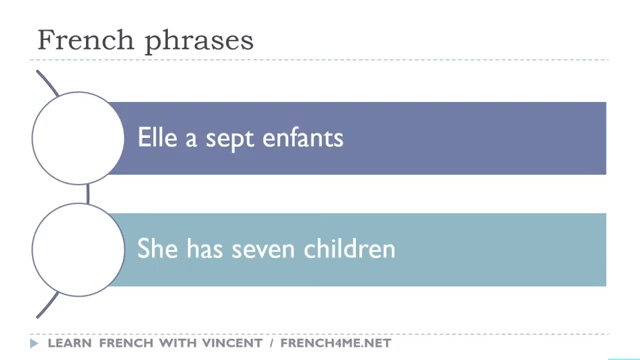 French phrases
Elle a sept enfants
She has seven children
LEARN FRENCH WITH VINCENT / FRENCH4ME.NET